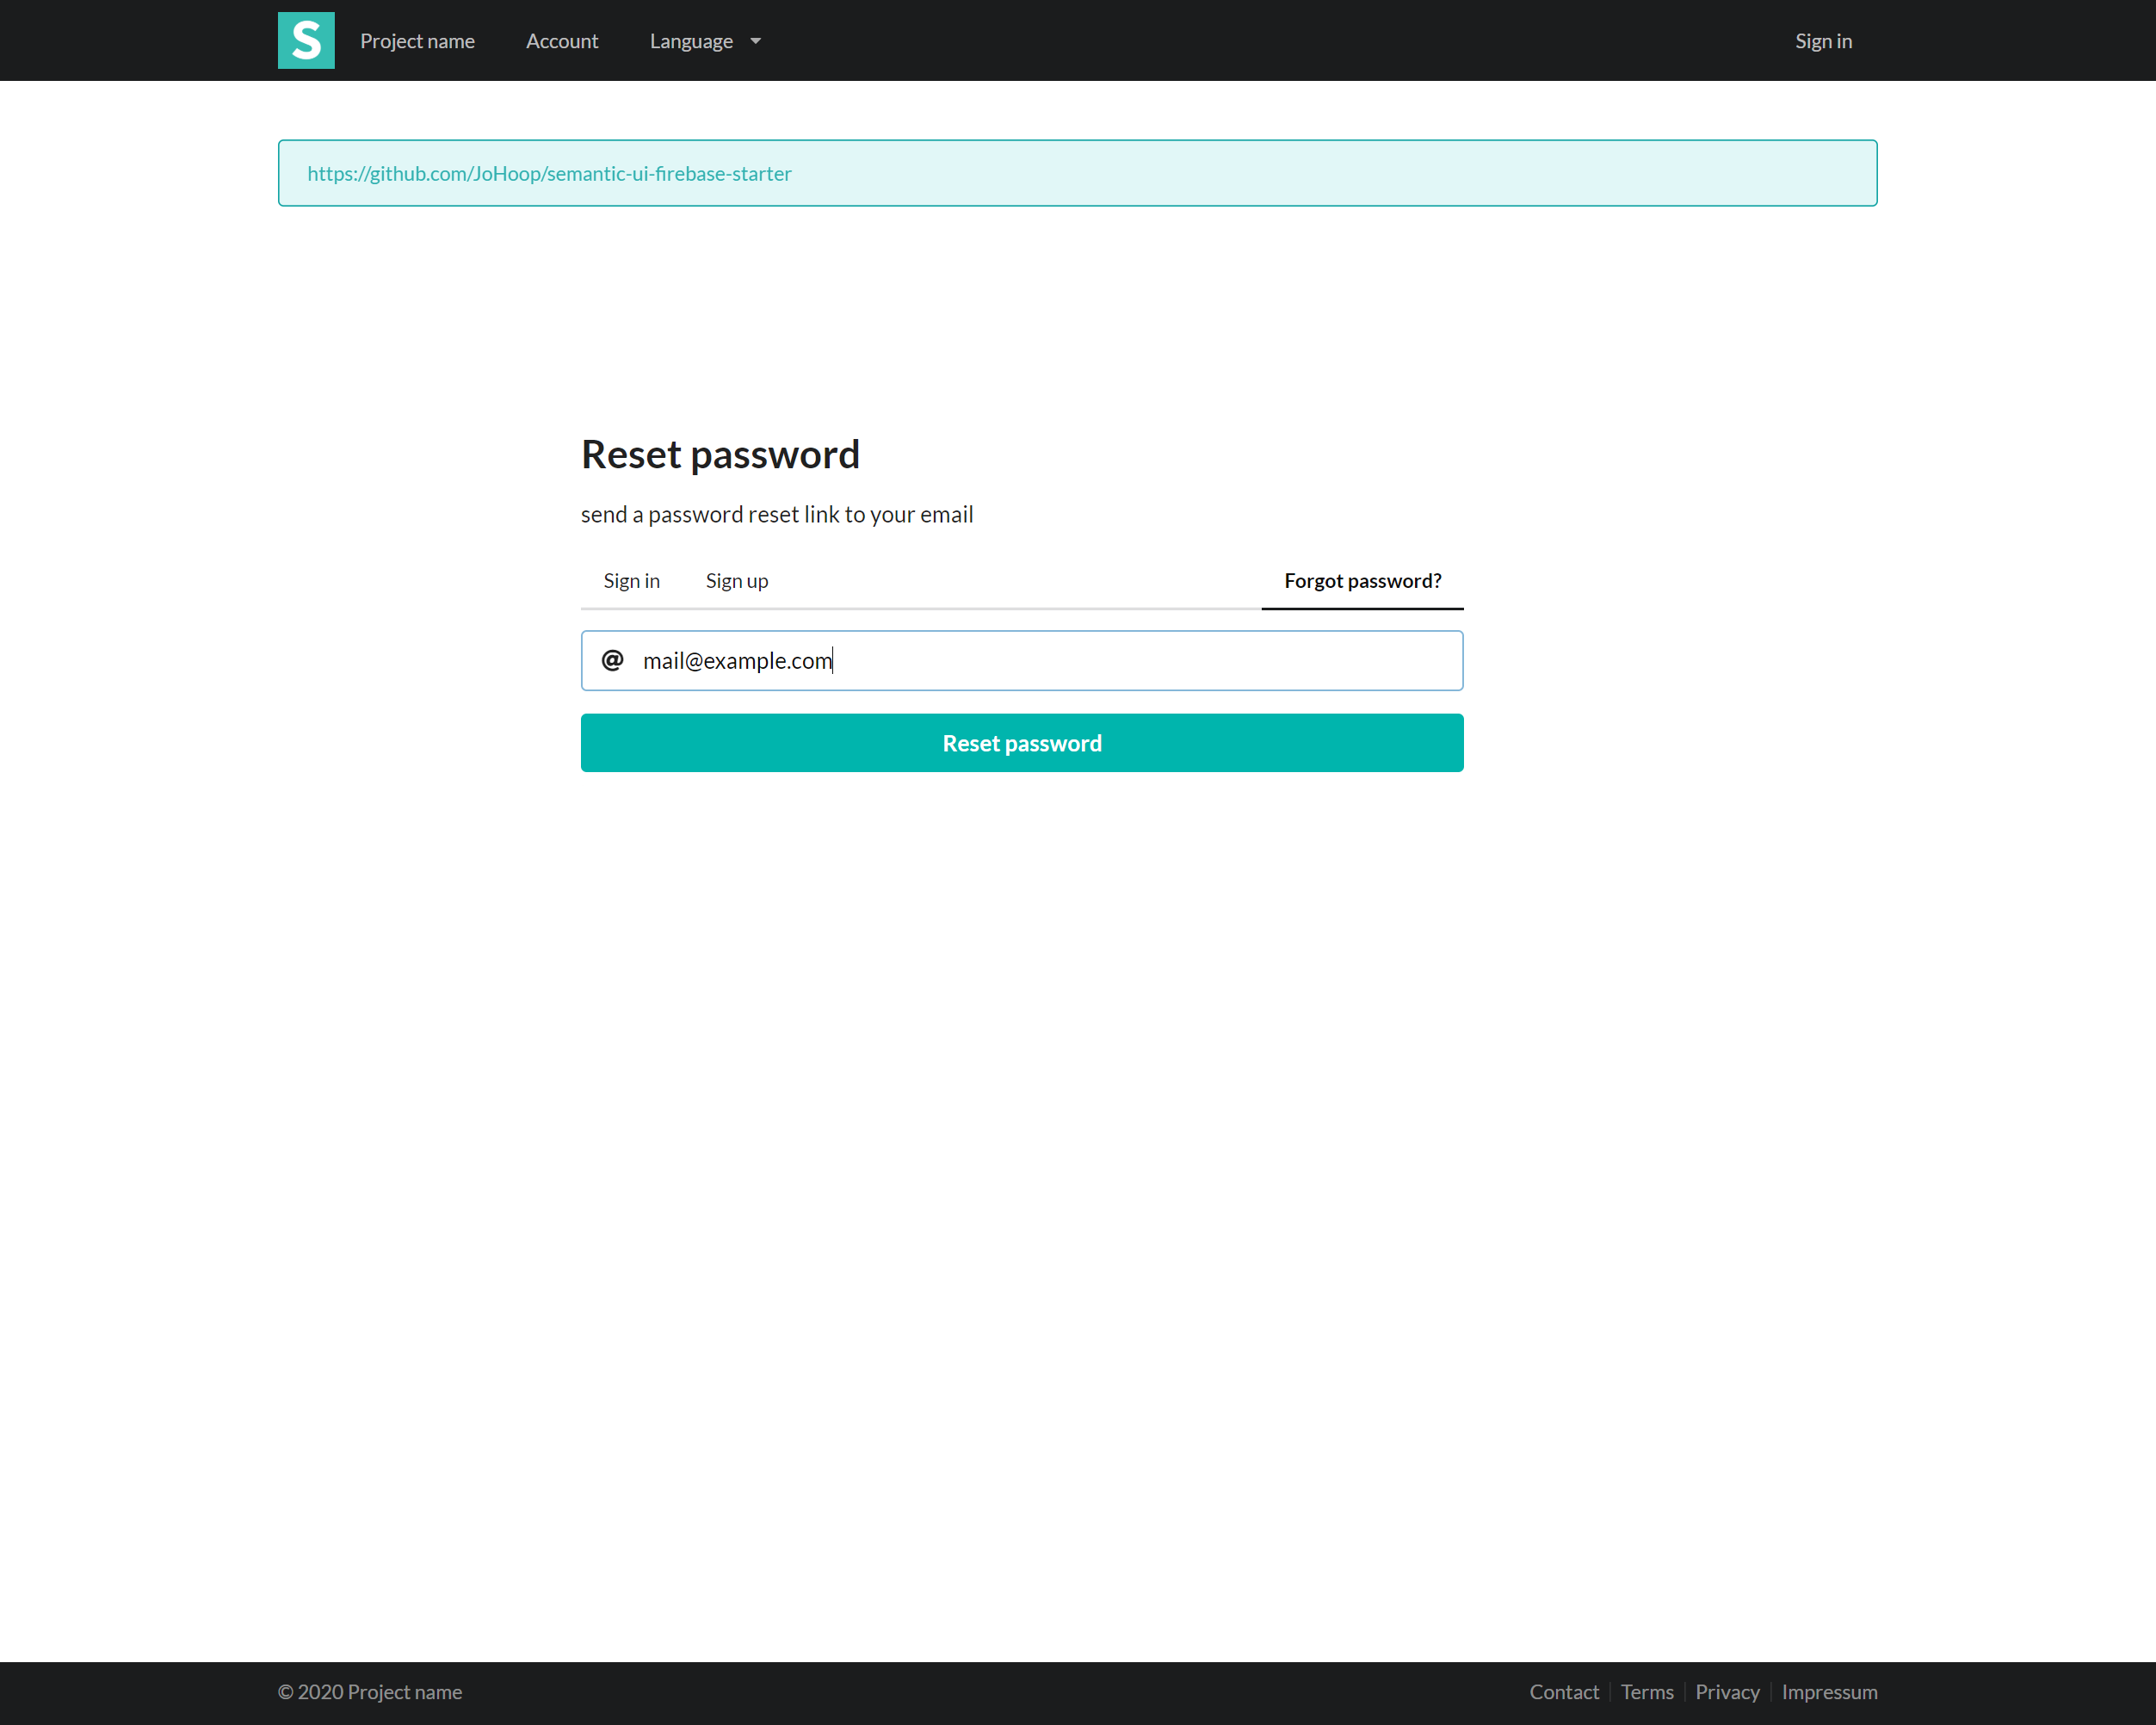 S Project name Account Language Sign in
https://github.com/JoHoop/semantic-ui-firebase-starter
Reset password
send a password reset link to your email
Sign in Sign up Forgot password?
@ mail@example.com
Reset password
© 2020 Project name Contact Terms Privacy Impressum